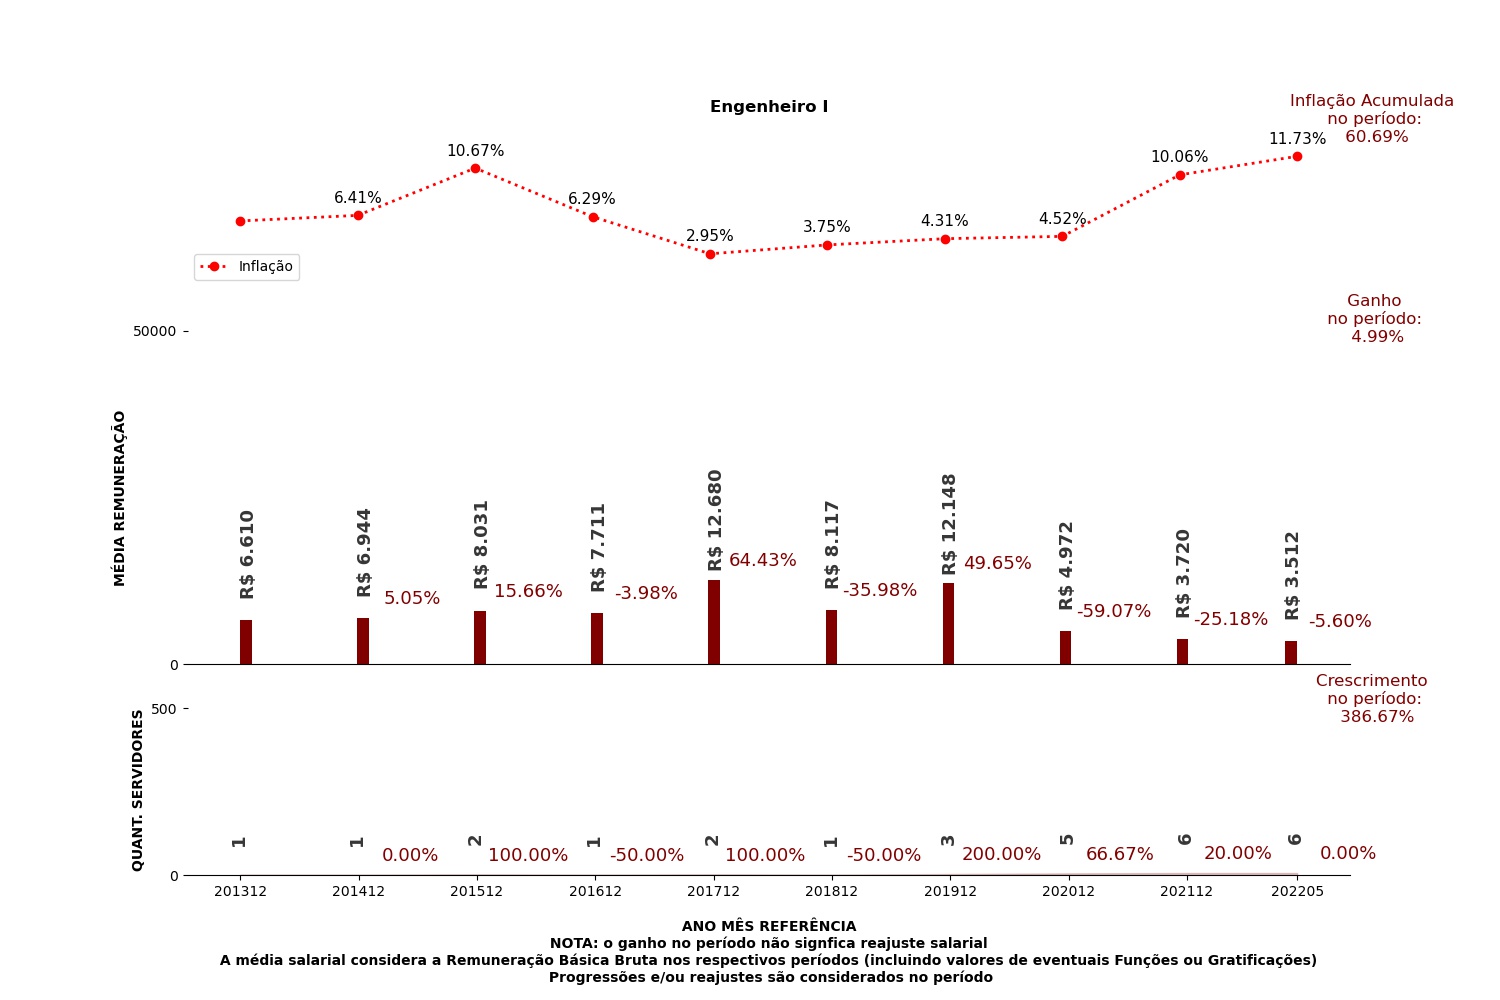 Engenheiro I
Inflação Acumulada
no período:
60.69%
6.41%
10.67%
6.29%
2.95%
3.75%
4.31%
4.52%
10.06%
11.73%
Inflação
Ganho
no período:
4.99%
MÉDIA REMUNERAÇÃO
50000
0
R$ 6.610
R$ 6.944
R$ 8.031
R$ 7.711
R$ 12.680
R$ 8.117
R$ 12.148
R$ 4.972
R$ 3.720
R$ 3.512
5.05%
15.66%
-3.98%
64.43%
-35.98%
49.65%
-59.07%
-25.18%
-5.60%
Crescrimento
no período:
386.67%
QUANT. SERVIDORES
500
0
1
1
2
1
2
1
3
5
6
6
0.00%
100.00%
-50.00%
100.00%
-50.00%
200.00%
66.67%
20.00%
0.00%
201312
201412
201512
201612
201712
201812
201912
202012
202112
202205
ANO MÊS REFERÊNCIA
NOTA: o ganho no período não signfica reajuste salarial
A média salarial considera a Remuneração Básica Bruta nos respectivos períodos (incluindo valores de eventuais Funções ou Gratificações)
Progressões e/ou reajustes são considerados no período